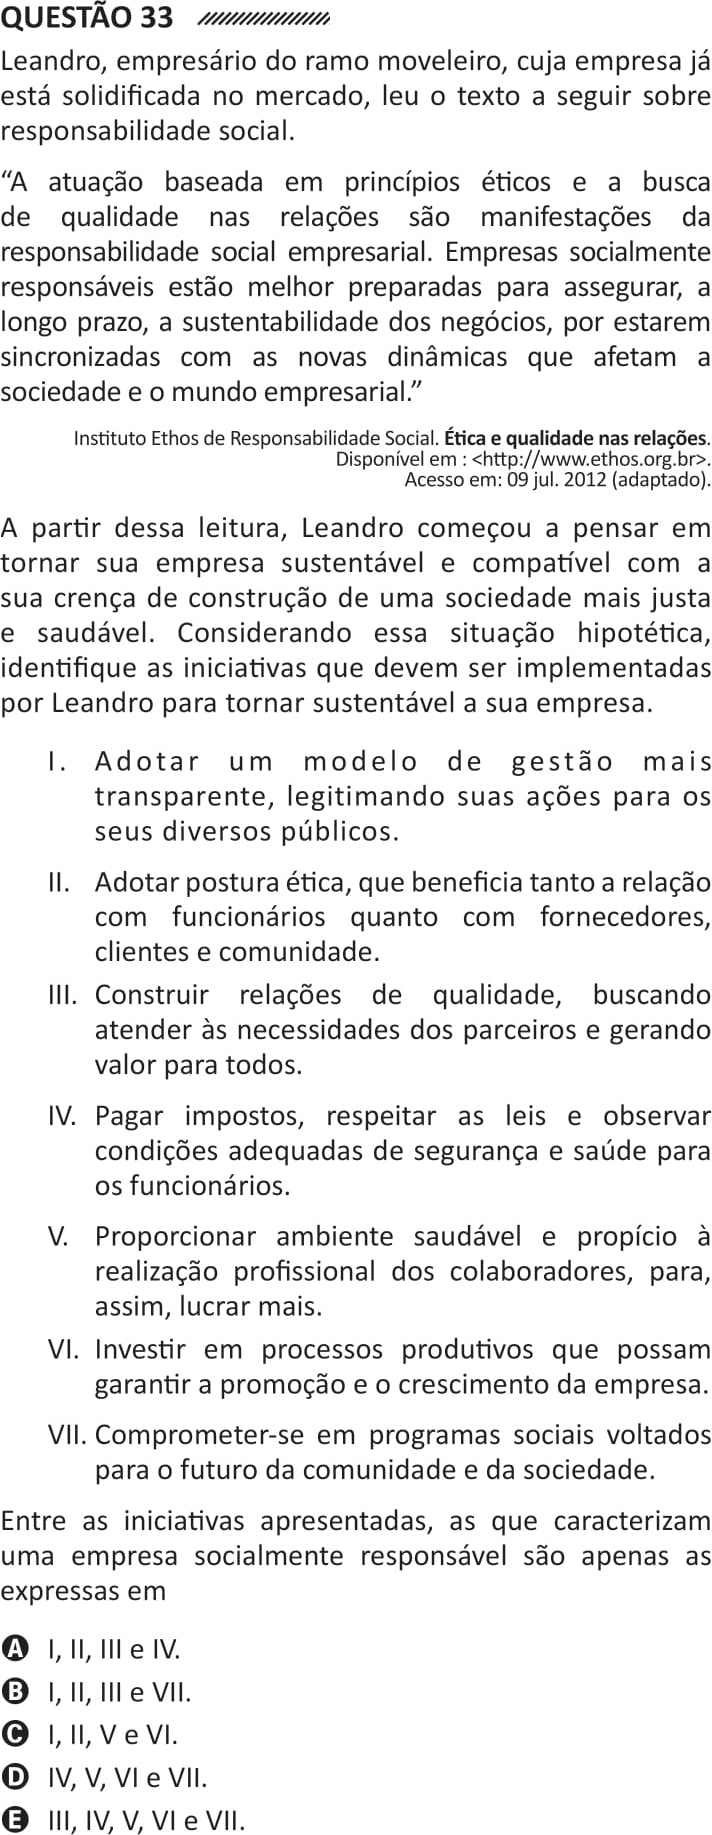 QUESTÃO 33
Leandro, empresário do ramo moveleiro, cuja empresa já
está solidificada no mercado, leu o texto a seguir sobre
responsabilidade social.
“A atuação baseada em princípios éticos e a busca
de qualidade nas relações são manifestações da
responsabilidade social empresarial. Empresas socialmente
responsáveis estão melhor preparadas para assegurar, a
longo prazo, a sustentabilidade dos negócios, por estarem
sincronizadas com as novas dinâmicas que afetam a
sociedade e o mundo empresarial.”
Instituto Ethos de Responsabilidade Social. Ética e qualidade nas relações.
Disponível em : <http://www.ethos.org.br>.
Acesso em: 09 jul. 2012 (adaptado).
A partir dessa leitura, Leandro começou a pensar em
tornar sua empresa sustentável e compatível com a
sua crença de construção de uma sociedade mais justa
e saudável. Considerando essa situação hipotética,
identifique as iniciativas que devem ser implementadas
por Leandro para tornar sustentável a sua empresa.
I. Adotar um modelo de gestão mais
transparente, legitimando suas ações para os
seus diversos públicos.
II. Adotar postura ética, que beneficia tanto a relação
com funcionários quanto com fornecedores,
clientes e comunidade.
III. Construir relações de qualidade, buscando
atender às necessidades dos parceiros e gerando
valor para todos.
IV. Pagar impostos, respeitar as leis e observar
condições adequadas de segurança e saúde para
os funcionários.
V. Proporcionar ambiente saudável e propício à
realização profissional dos colaboradores, para,
assim, lucrar mais.
VI. Investir em processos produtivos que possam
garantir a promoção e o crescimento da empresa.
VII. Comprometer-se em programas sociais voltados
para o futuro da comunidade e da sociedade.
Entre as iniciativas apresentadas, as que caracterizam
uma empresa socialmente responsável são apenas as
expressas em
A I, II, III e IV.
B I, II, III e VII.
C I, II, V e VI.
D IV, V, VI e VII.
E III, IV, V, VI e VII.